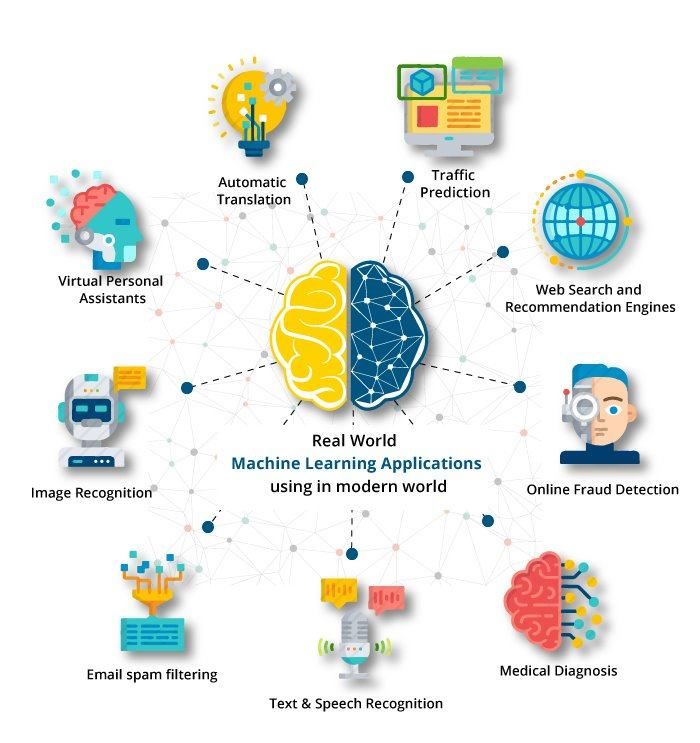 Automatic
Translation
Traffic
Prediction
Virtual Personal
Assistants
Web Search and
Recommendation Engines
Real World
Machine Learning Applications
using in modern world
Image Recognition
Online Fraud Detection
Email spam filtering
Medical Diagnosis
Text & Speech Recognition